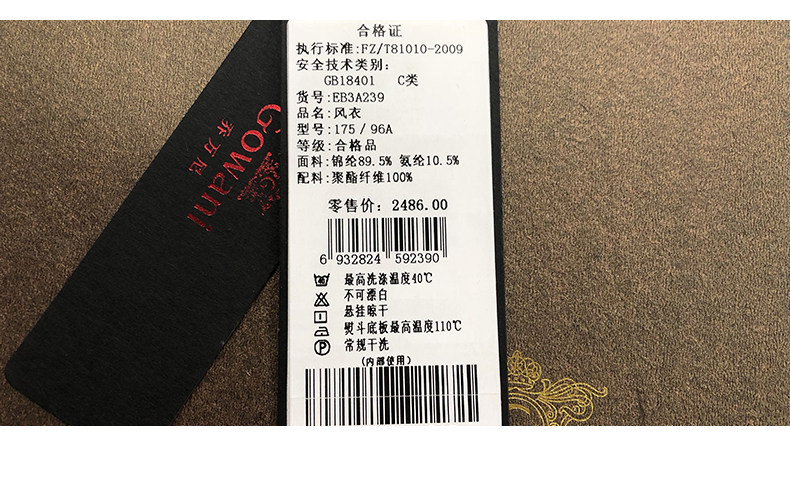 合格证
执行标准:FZ/T81010-2009
安全技术类别:
GB18401 C类
货号:EB3A239
品名:风衣
型号:175/96A
等级:合格品
面料:锦纶89.5% 氨纶10.5%
配料:聚酯纤维100%
零售价: 2486.00
6 932824 592390
最高洗涤温度40℃
不可漂白
悬挂晾干
熨斗底板最高温度110℃
P 常规干洗
(内部使用)
Gowani
乔万尼